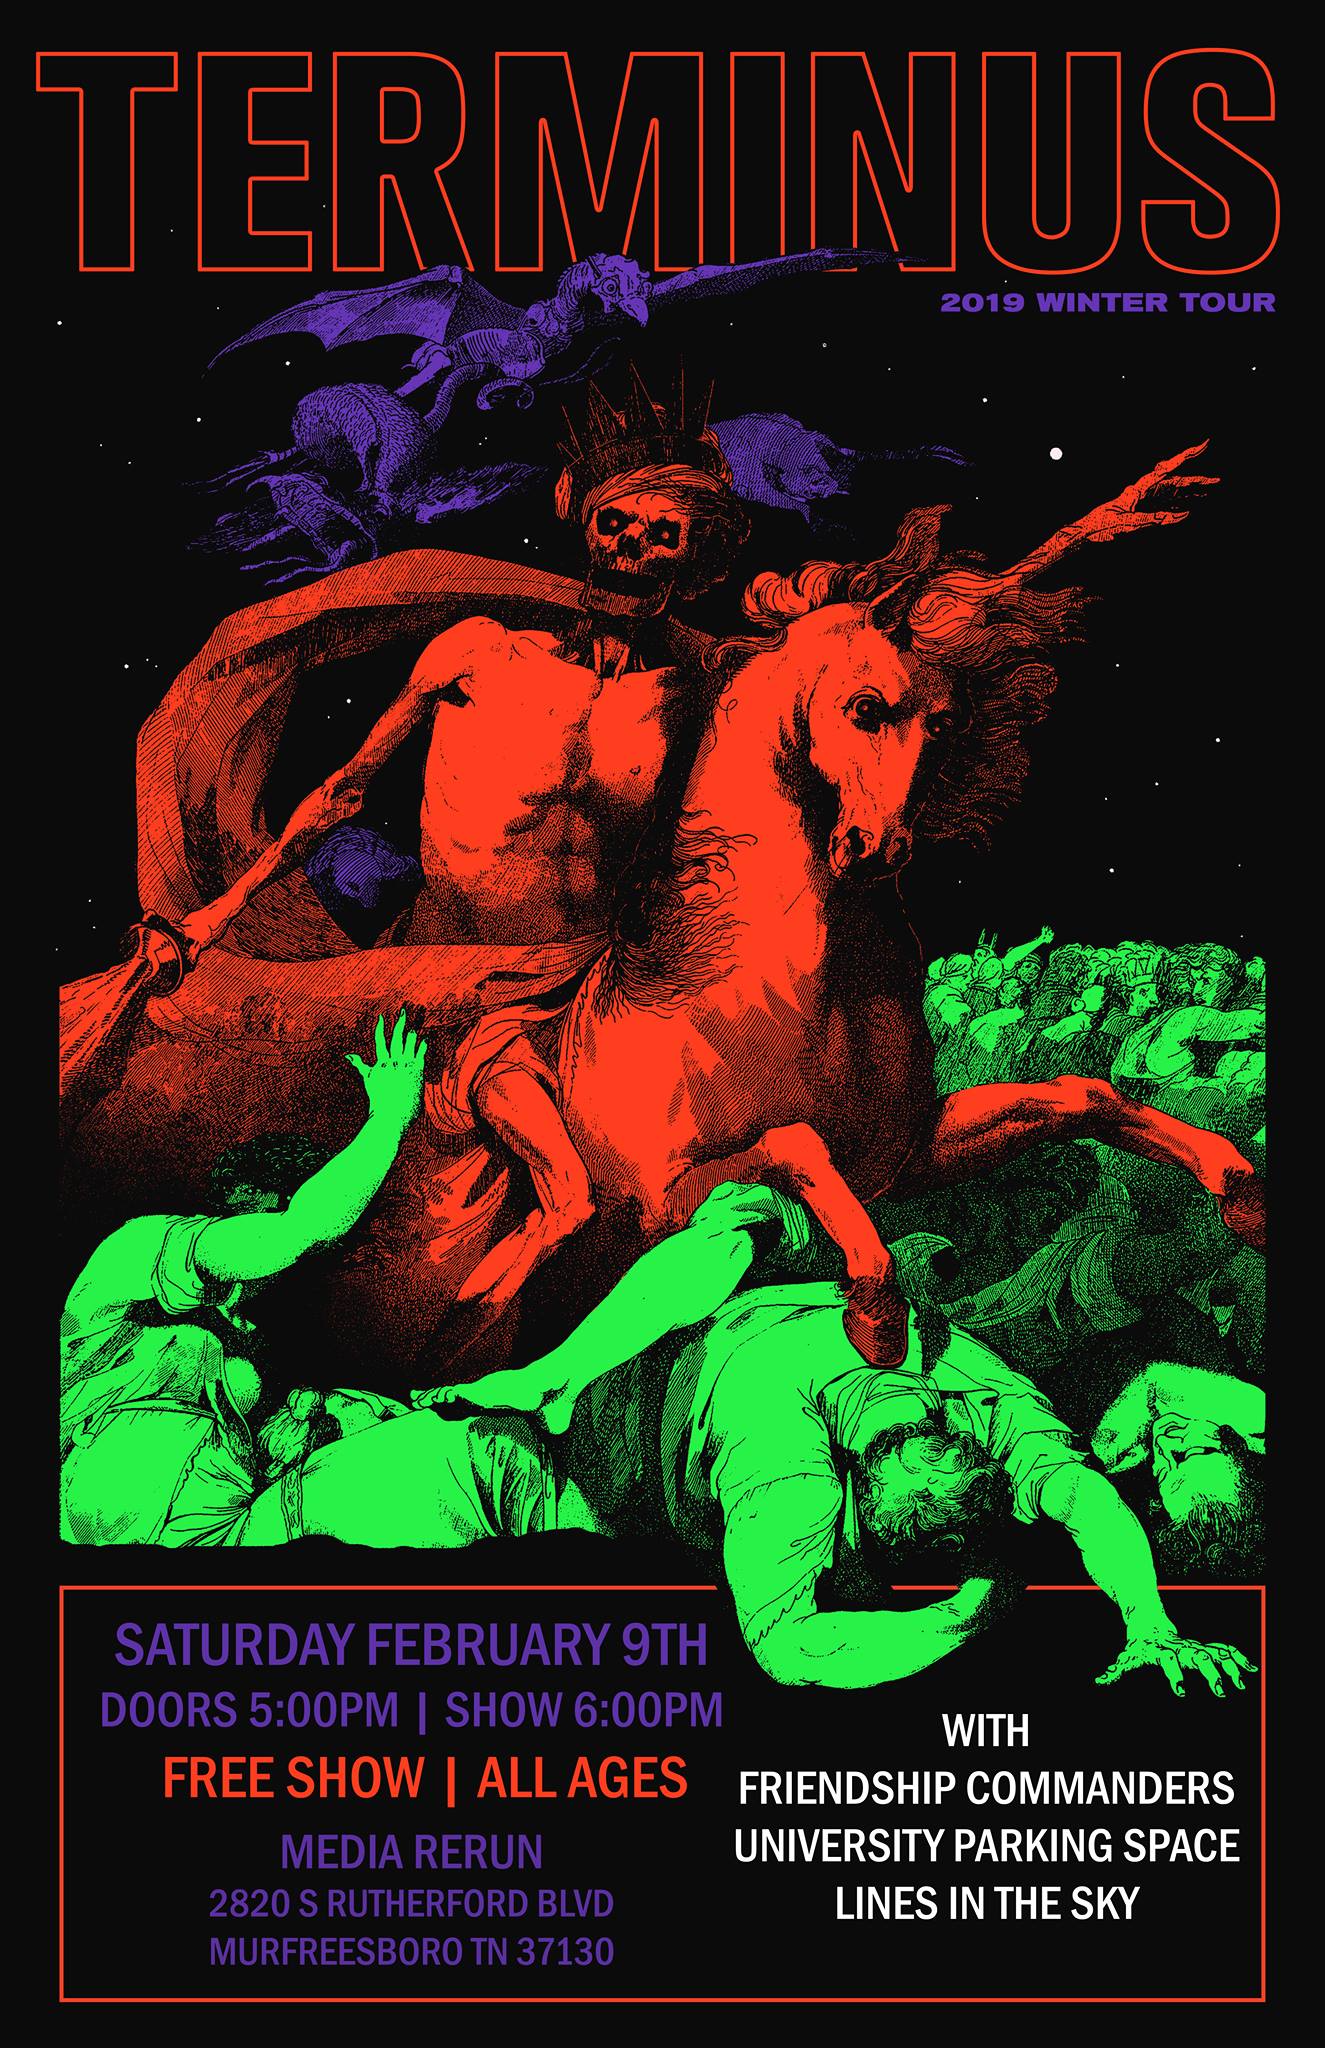 TERMINUS
2019 WINTER TOUR
SATURDAY FEBRUARY 9TH
DOORS 5:00PM | SHOW 6:00PM
FREE SHOW | ALL AGES
MEDIA RERUN
2820 S RUTHERFORD BLVD
MURFREESBORO TN 37130
WITH
FRIENDSHIP COMMANDERS
UNIVERSITY PARKING SPACE
LINES IN THE SKY